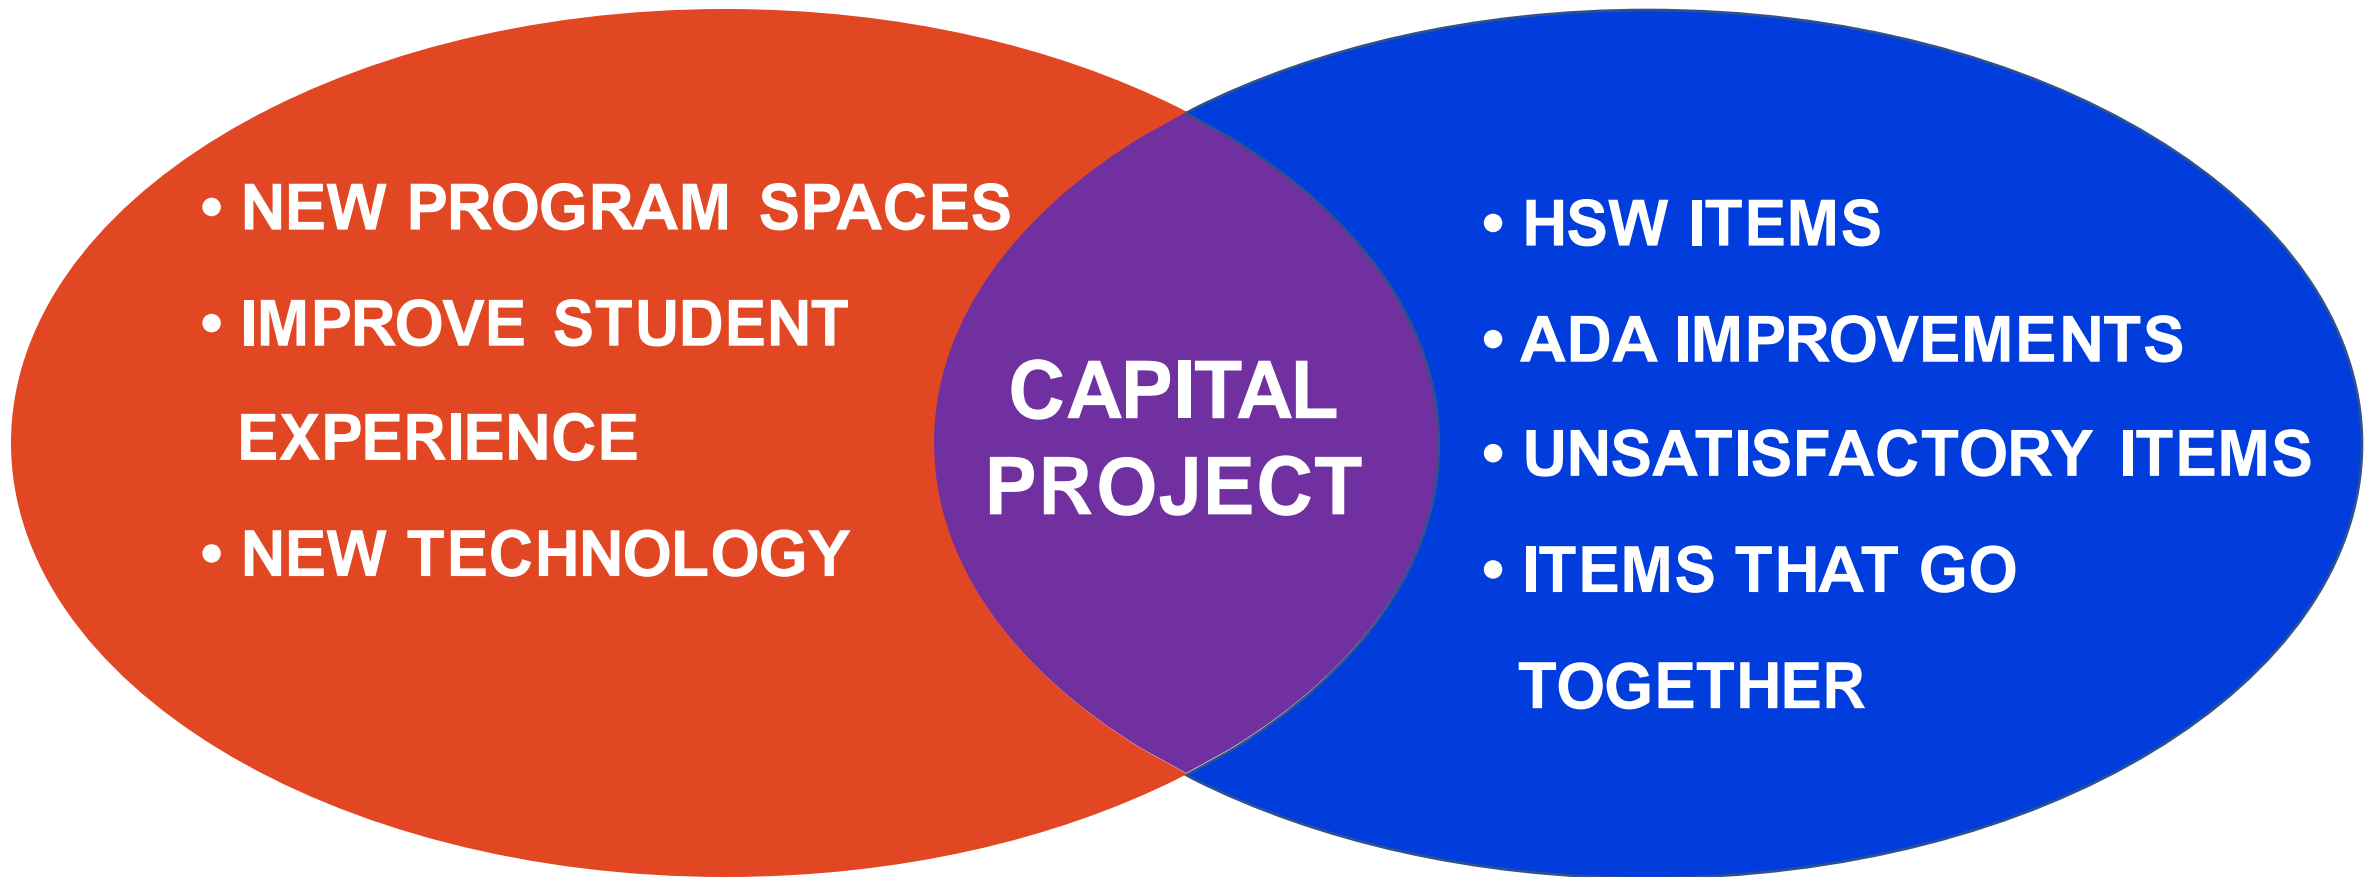 • NEW PROGRAM SPACES
• IMPROVE STUDENT
EXPERIENCE
• NEW TECHNOLOGY
CAPITAL
PROJECT
• HSW ITEMS
• ADA IMPROVEMENTS
• UNSATISFACTORY ITEMS
• ITEMS THAT GO
TOGETHER